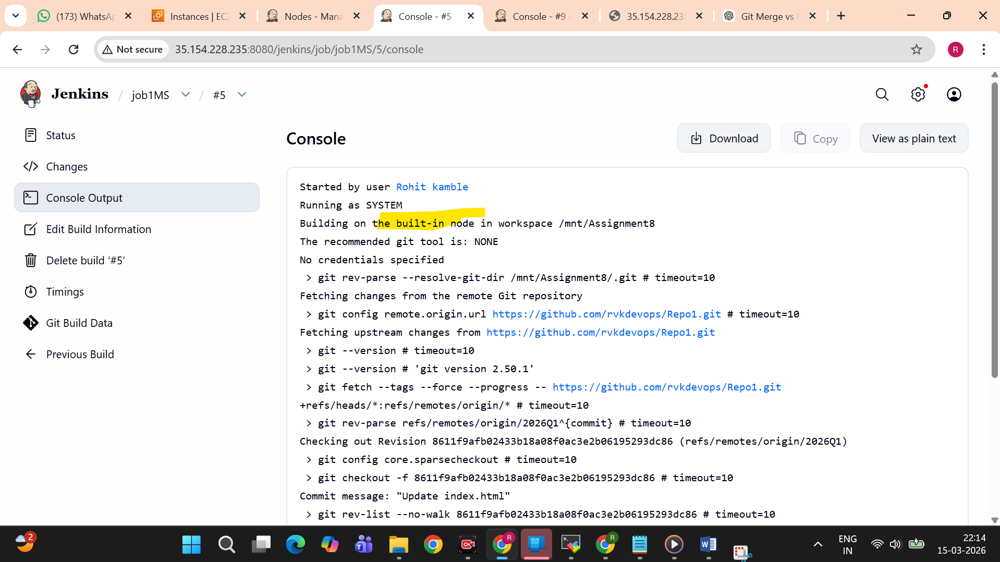 (173) WhatsAp
Instances | EC2
Nodes - Mana
Console - #5 -
Console - #9 -
35.154.228.235
Git Merge vs R
Not secure
35.154.228.235:8080/jenkins/job/job1MS/5/console
R
Jenkins / job1MS / #5
Status
Changes
Console Output
Edit Build Information
Delete build ‘#5’
Timings
Git Build Data
Previous Build
Console
Download
Copy
View as plain text
Started by user Rohit kamble
Running as SYSTEM
Building on the built-in node in workspace /mnt/Assignment8
The recommended git tool is: NONE
No credentials specified
> git rev-parse --resolve-git-dir /mnt/Assignment8/.git # timeout=10
Fetching changes from the remote Git repository
> git config remote.origin.url https://github.com/rvkdevops/Repo1.git # timeout=10
Fetching upstream changes from https://github.com/rvkdevops/Repo1.git
> git --version # timeout=10
> git --version # 'git version 2.50.1'
> git fetch --tags --force --progress -- https://github.com/rvkdevops/Repo1.git
+refs/heads/*:refs/remotes/origin/* # timeout=10
> git rev-parse refs/remotes/origin/2026Q1^{commit} # timeout=10
Checking out Revision 8611f9afb02433b18a08f0ac3e2b06195293dc86 (refs/remotes/origin/2026Q1)
> git config core.sparsecheckout # timeout=10
> git checkout -f 8611f9afb02433b18a08f0ac3e2b06195293dc86 # timeout=10
Commit message: "Update index.html"
> git rev-list --no-walk 8611f9afb02433b18a08f0ac3e2b06195293dc86 # timeout=10
2
R
R
ENG
IN
22:14
15-03-2026